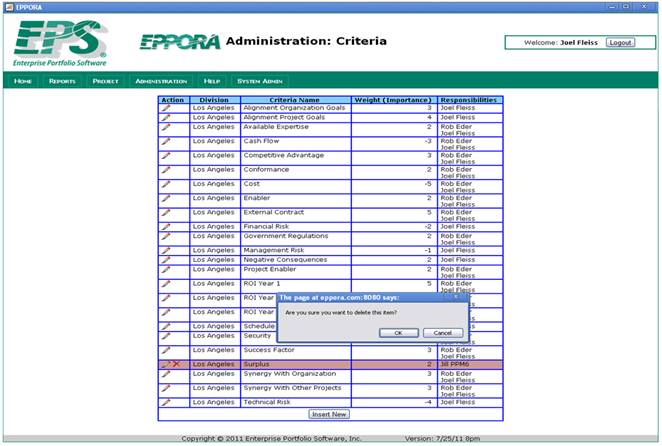 EPPORA
EPS
Enterprise Portfolio Software
EPPORA Administration: Criteria
Welcome: Joel Fleiss Logout
Home Reports Project Administration Help System Admin
Action Division Criteria Name Weight (Importance) Responsibilities
Los Angeles Alignment Organization Goals 3 Joel Fleiss
Los Angeles Alignment Project Goals 4 Joel Fleiss
Los Angeles Available Expertise 2 Rob Eder
Joel Fleiss
Los Angeles Cash Flow -3 Rob Eder
Joel Fleiss
Los Angeles Competitive Advantage 3 Rob Eder
Joel Fleiss
Los Angeles Conformance 2 Rob Eder
Joel Fleiss
Los Angeles Cost -5 Rob Eder
Joel Fleiss
Los Angeles Enabler 2 Rob Eder
Joel Fleiss
Los Angeles External Contract 5 Rob Eder
Joel Fleiss
Los Angeles Financial Risk -2 Joel Fleiss
Los Angeles Government Regulations 2 Rob Eder
Joel Fleiss
Los Angeles Management Risk -1 Joel Fleiss
Los Angeles Negative Consequences 2 Joel Fleiss
Los Angeles Project Enabler 2 Rob Eder
Joel Fleiss
Los Angeles ROI Year 1 5 Rob Eder
Joel Fleiss
Los Angeles ROI Year
Los Angeles ROI Year
Los Angeles Schedule
Los Angeles Security
Joel Fleiss
The page at eppora.com:8080 says:
Are you sure you want to delete this item?
OK Cancel
Los Angeles Success Factor 3 Rob Eder
Joel Fleiss
Los Angeles Surplus 2 Jill PPM6
Los Angeles Synergy With Organization 3 Rob Eder
Joel Fleiss
Los Angeles Synergy With Other Projects 3 Rob Eder
Joel Fleiss
Los Angeles Technical Risk -4 Joel Fleiss
Insert New
Copyright © 2011 Enterprise Portfolio Software, Inc. Version: 7/25/11 8pm